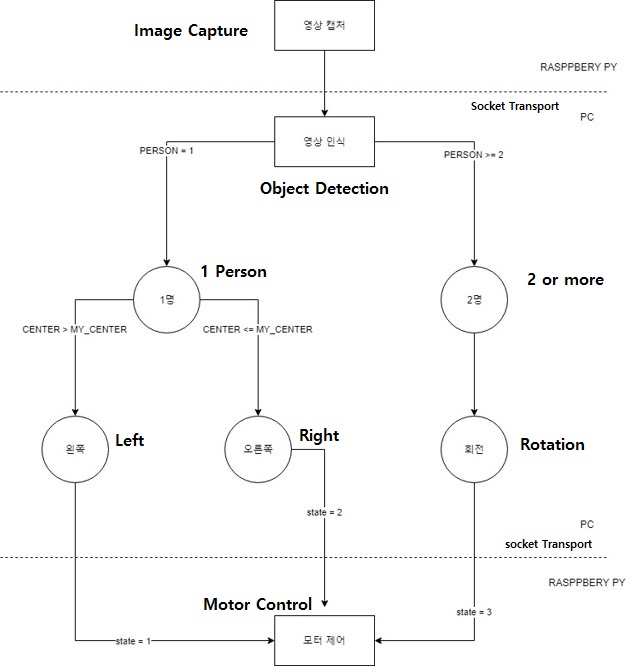 영상 캡처
Image Capture
RASPPBERY PY
Socket Transport
PC
영상 인식
PERSON = 1
PERSON >= 2
Object Detection
1 Person
2 or more
1명
2명
CENTER > MY_CENTER
CENTER <= MY_CENTER
Left
Right
Rotation
왼쪽
오른쪽
회전
state = 2
PC
socket Transport
RASPPBERY PY
Motor Control
state = 3
state = 1
모터 제어